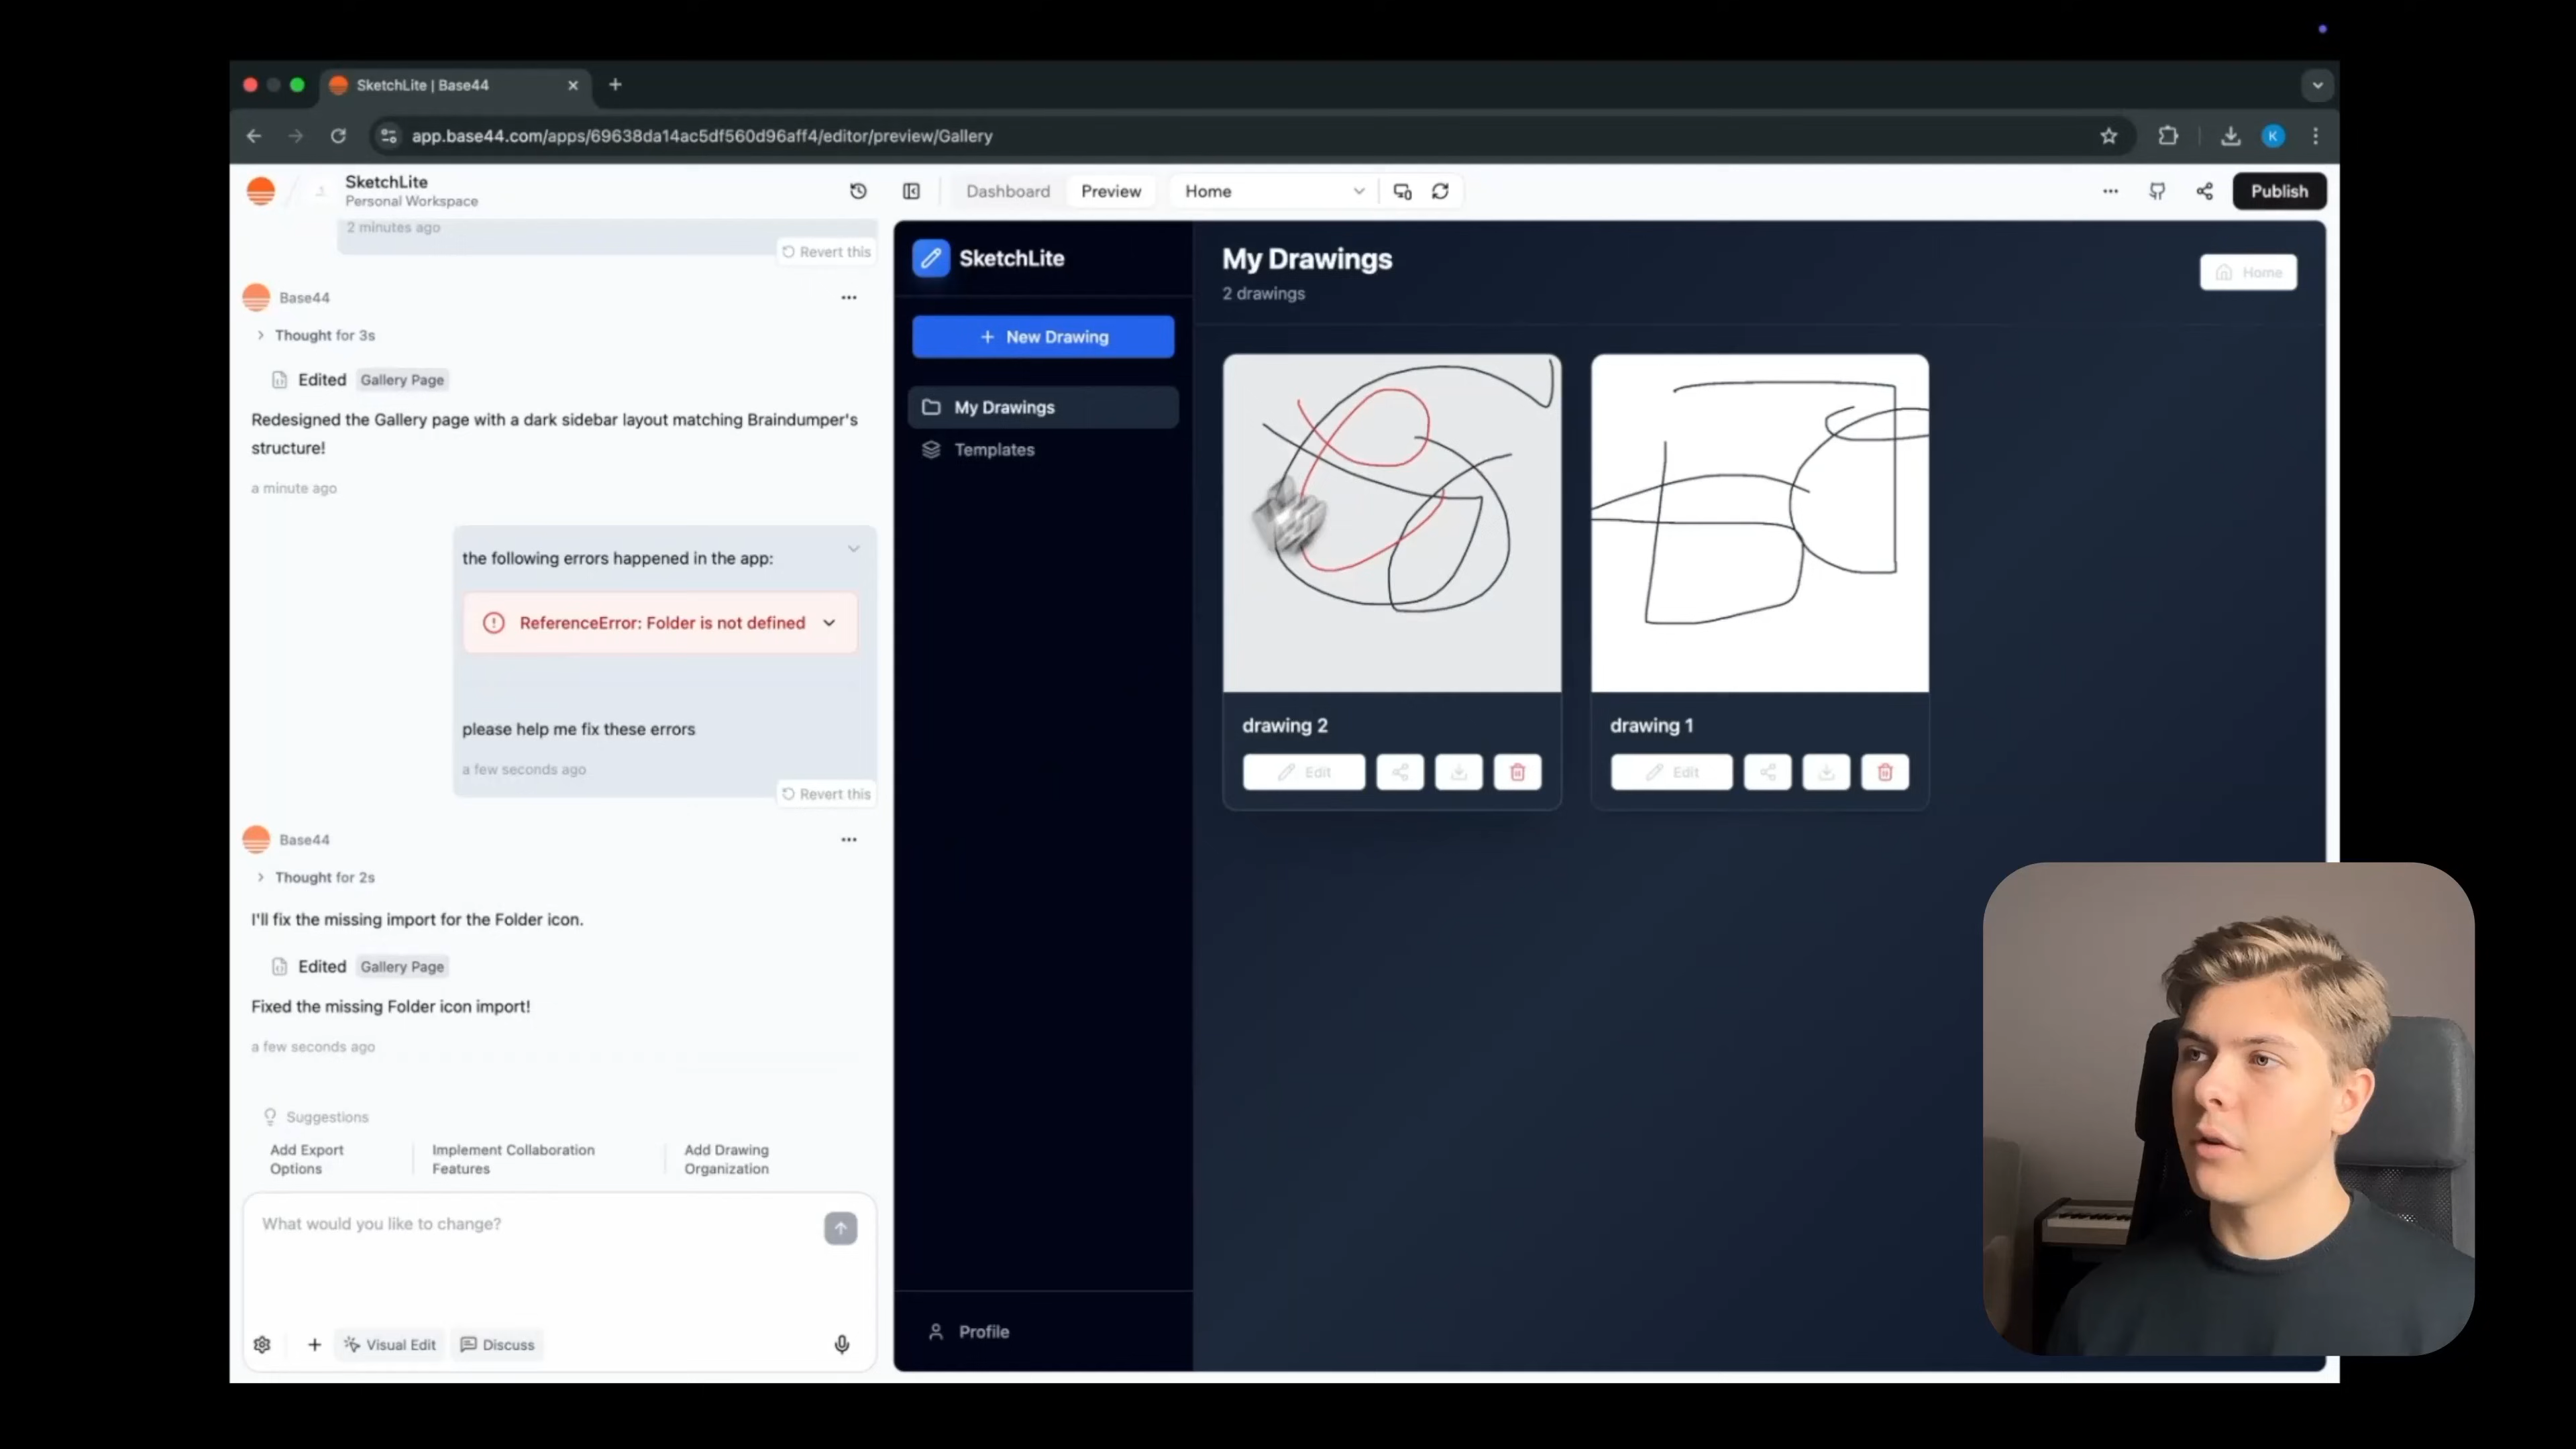 SketchLite | Base44
app.base44.com/apps/69638da14ac5df560d96aff4/editor/preview/Gallery
K
SketchLite
Personal Workspace
Dashboard
Preview
Home
Publish
2 minutes ago
Revert this
Base44
Thought for 3s
Edited Gallery Page
Redesigned the Gallery page with a dark sidebar layout matching Braindumper's
structure!
a minute ago
the following errors happened in the app:
ReferenceError: Folder is not defined
please help me fix these errors
a few seconds ago
Revert this
Base44
Thought for 2s
I'll fix the missing import for the Folder icon.
Edited Gallery Page
Fixed the missing Folder icon import!
a few seconds ago
Suggestions
Add Export
Options
Implement Collaboration
Features
Add Drawing
Organization
What would you like to change?
Visual Edit
Discuss
SketchLite
New Drawing
My Drawings
Templates
Profile
My Drawings
2 drawings
Home
drawing 2
Edit
drawing 1
Edit